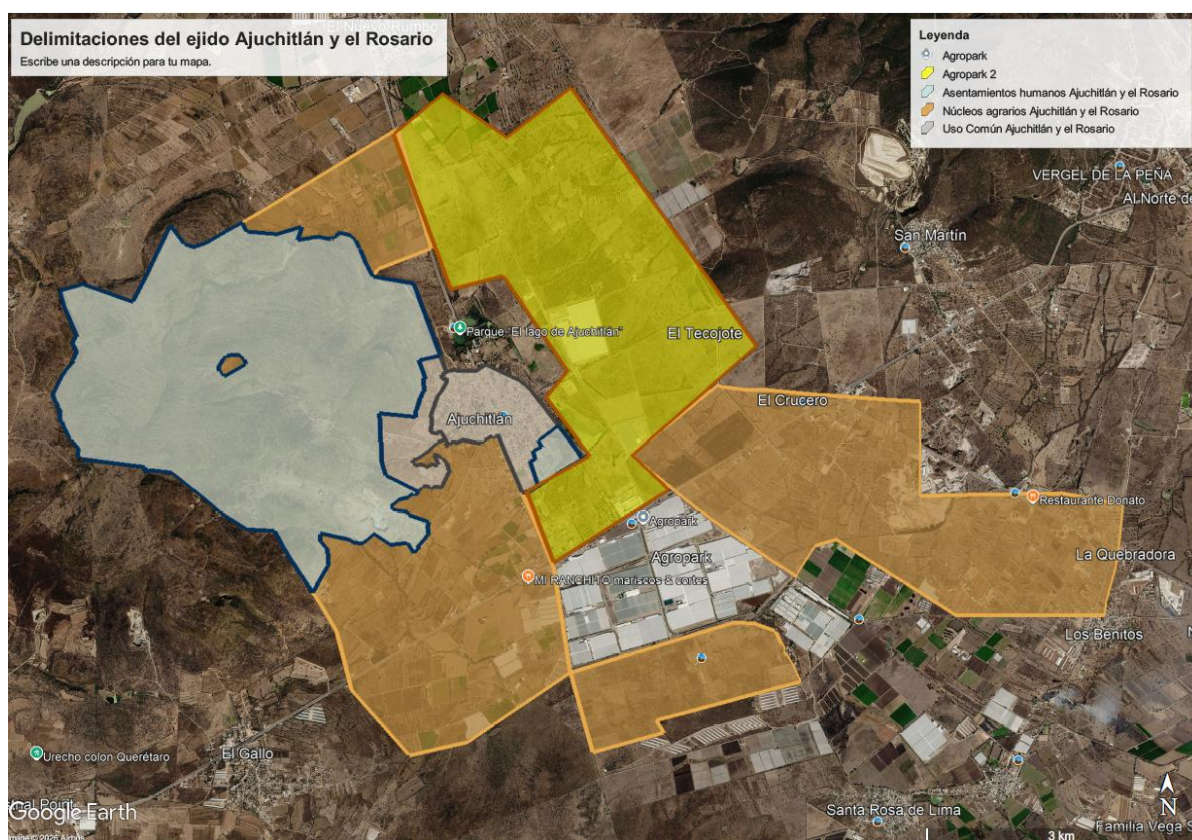 Delimitaciones del ejido Ajuchitlán y el Rosario
Escribe una descripción para tu mapa.
Leyenda
Agropark
Agropark 2
Asentamientos humanos Ajuchitlán y el Rosario
Núcleos agrarios Ajuchitlán y el Rosario
Uso Común Ajuchitlán y el Rosario
VERGEL DE LA PEÑA
Al Norte de
San Martín
Parque "El lago de Ajuchitlán"
El Tecojote
El Crucero
Ajuchitlán
Restaurante Donato
Agropark
Agropark
La Quebradora
MI RANCHITO mariscos & cortes
Los Benitos
Urecho colon Querétaro
El Gallo
Google Earth
Santa Rosa de Lima
N
Familia Vega S
3 km